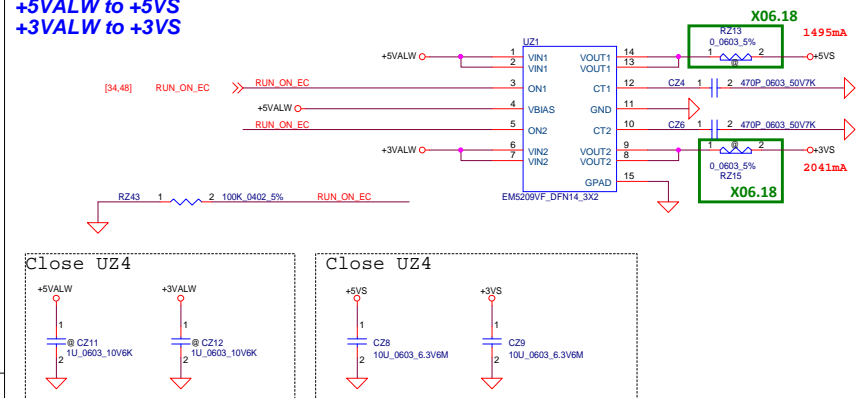 +5VALW to +5VS
+3VALW to +3VS
X06.18
UZ1
RZ13
0_0603_5%
1495mA
+5VALW
1
2
VIN1
VIN1
VOUT1
VOUT1
14
13
1
2
@
+5VS
[34,48]
RUN_ON_EC
RUN_ON_EC
3
ON1
CT1
12
CZ4
1
2
470P_0603_50V7K
+5VALW
4
VBIAS
GND
11
RUN_ON_EC
5
ON2
CT2
10
CZ6
1
2
470P_0603_50V7K
+3VALW
6
7
VIN2
VIN2
VOUT2
VOUT2
9
8
1
@
2
+3VS
0_0603_5%
RZ15
2041mA
GPAD
15
X06.18
EM5209VF_DFN14_3X2
RZ43
1
2
100K_0402_5%
RUN_ON_EC
Close UZ4
+5VALW
+3VALW
1
1
@ CZ11
1U_0603_10V6K
2
@ CZ12
1U_0603_10V6K
2
Close UZ4
+5VS
+3VS
1
1
CZ8
10U_0603_6.3V6M
2
CZ9
10U_0603_6.3V6M
2